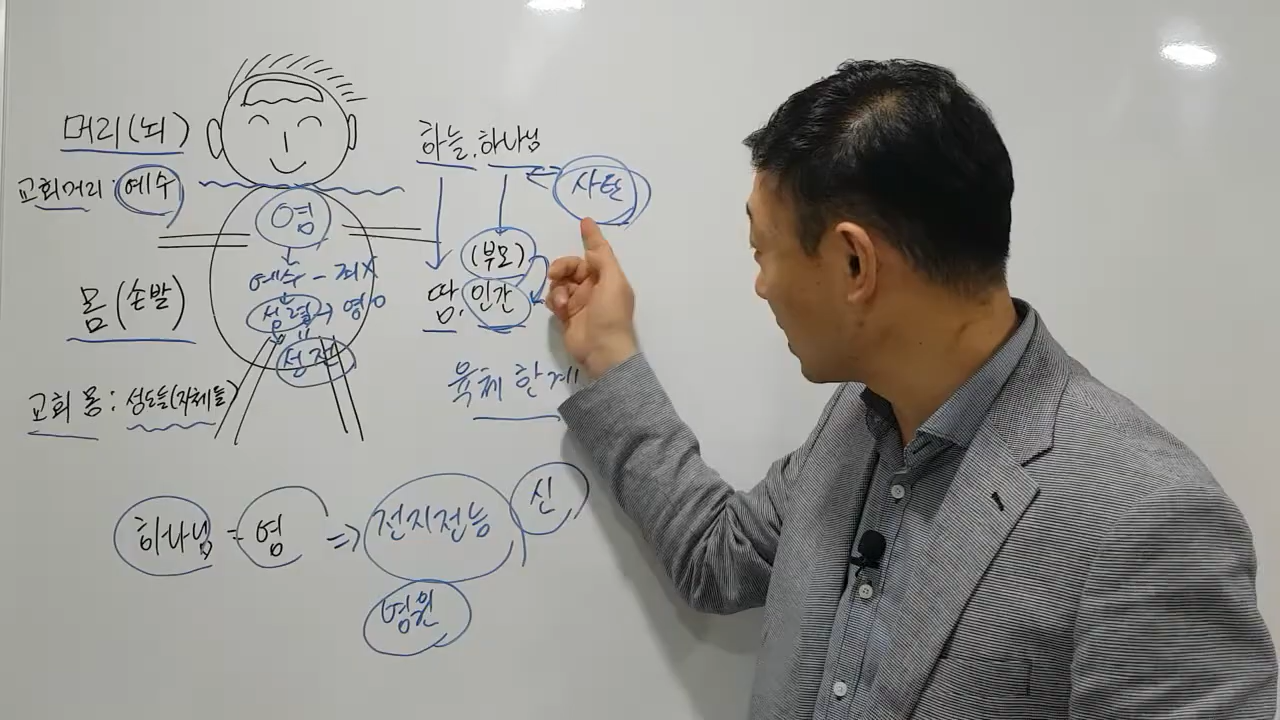 머리(뇌)
교회머리: 예수
영
예수 - 죄X
성령 → 영O
성전
몸(손발)
교회 몸: 성도들(지체들)
하늘. 하나님
사탄
(부모)
땅. 인간
육체 한계
하나님 - 영 ⇒ 전지전능 신
영원